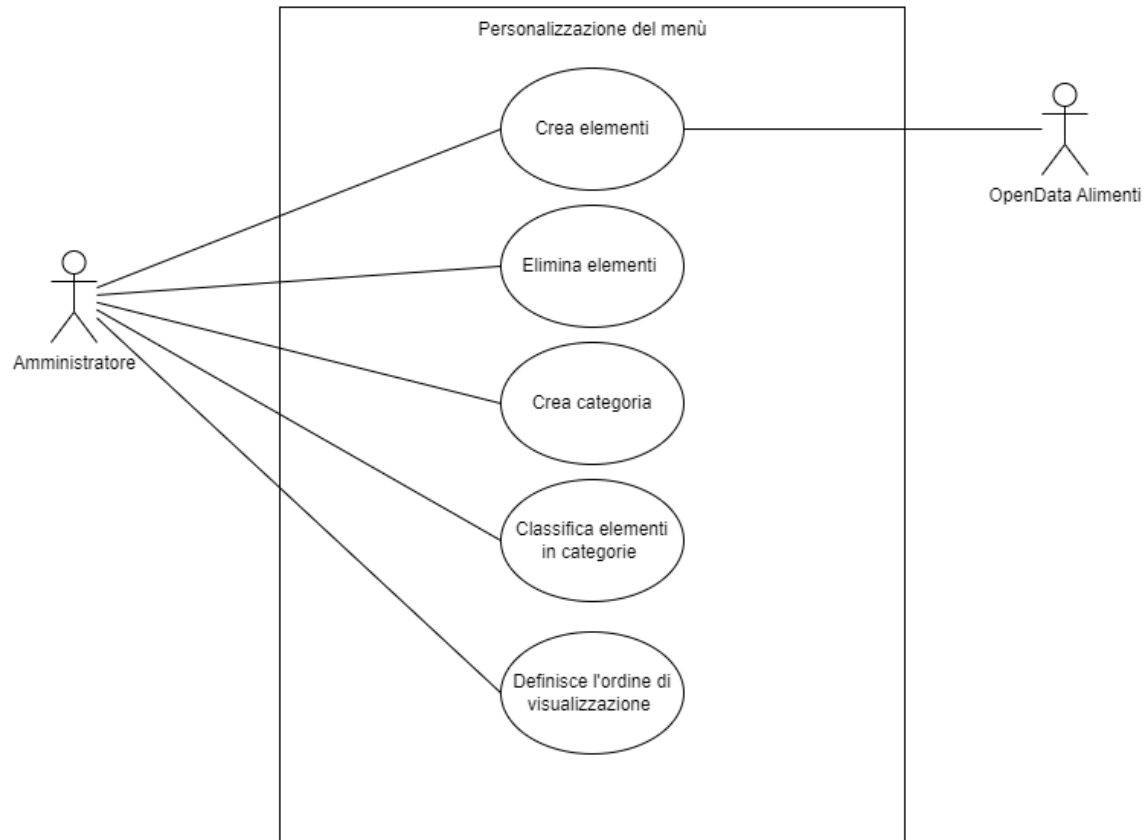 Personalizzazione del menù
Crea elementi
OpenData Alimenti
Elimina elementi
Amministratore
Crea categoria
Classifica elementi
in categorie
Definisce l'ordine di
visualizzazione